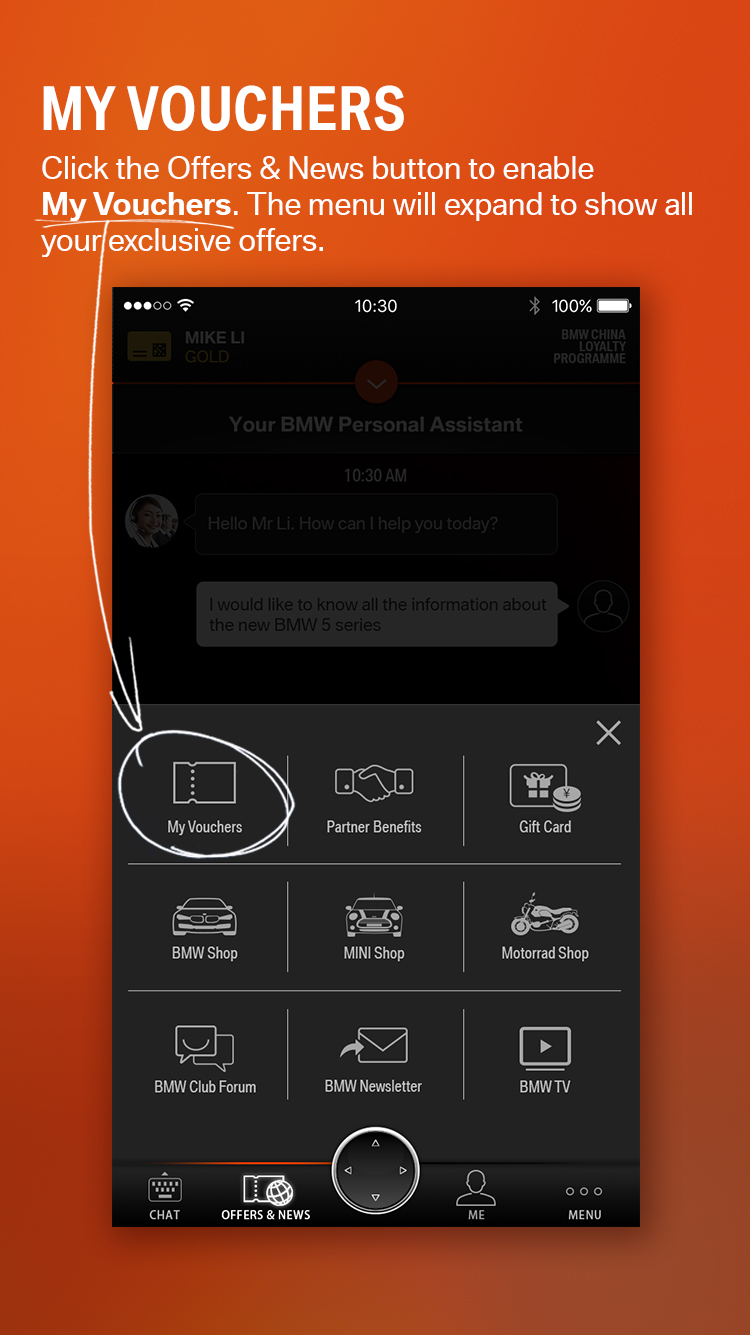 MY VOUCHERS
Click the Offers & News button to enable
My Vouchers. The menu will expand to show all
your exclusive offers.
10:30
100%
MIKE LI
GOLD
BMW CHINA
LOYALTY
PROGRAMME
Your BMW Personal Assistant
10:30 AM
Hello Mr Li. How can I help you today?
I would like to know all the information about
the new BMW 5 series
My Vouchers
Partner Benefits
¥
Gift Card
BMW Shop
MINI Shop
Motorrad Shop
BMW Club Forum
BMW Newsletter
BMW TV
CHAT
OFFERS & NEWS
ME
MENU